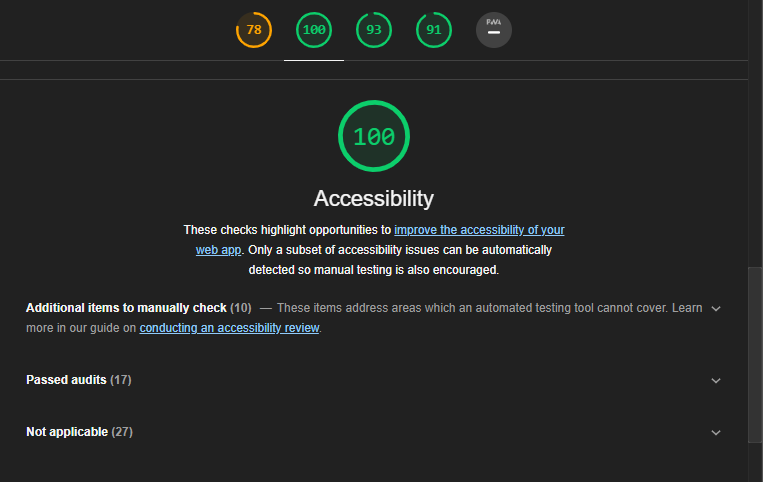 78 100 93 91 PWA
100
Accessibility
These checks highlight opportunities to improve the accessibility of your
web app. Only a subset of accessibility issues can be automatically
detected so manual testing is also encouraged.
Additional items to manually check (10) — These items address areas which an automated testing tool cannot cover. Learn
more in our guide on conducting an accessibility review.
Passed audits (17)
Not applicable (27)